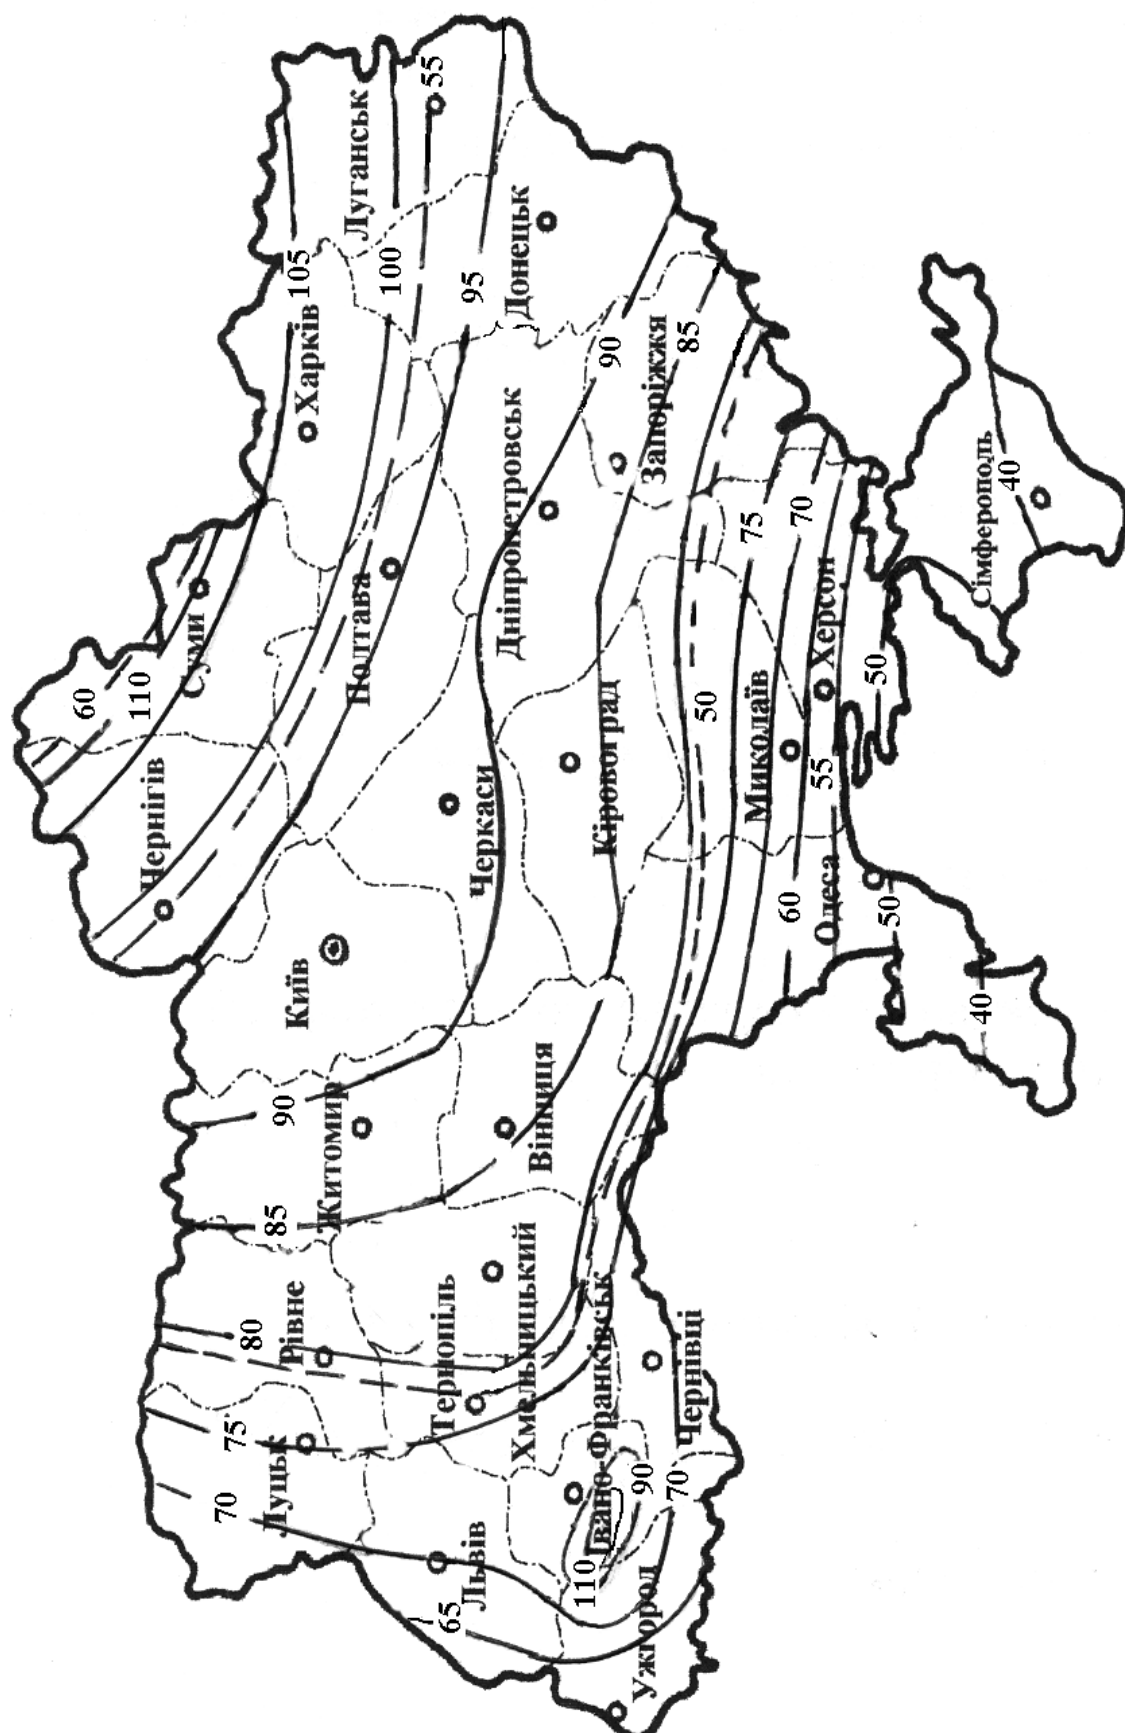 Луцьк
70
75
Рівне
80
85
Житомир
90
Київ
Чернігів
Суми
60
110
Харків
105
Луганськ
100
55
Львів
65
Тернопіль
Хмельницький
Вінниця
Черкаси
Полтава
Дніпропетровськ
95
Донецьк
Ужгород
110
Івано-Франківськ
90
70
Чернівці
Кіровоград
90
Запоріжжя
85
50
Миколаїв
75
70
60
Одеса
55
Херсон
50
50
40
Сімферополь
40